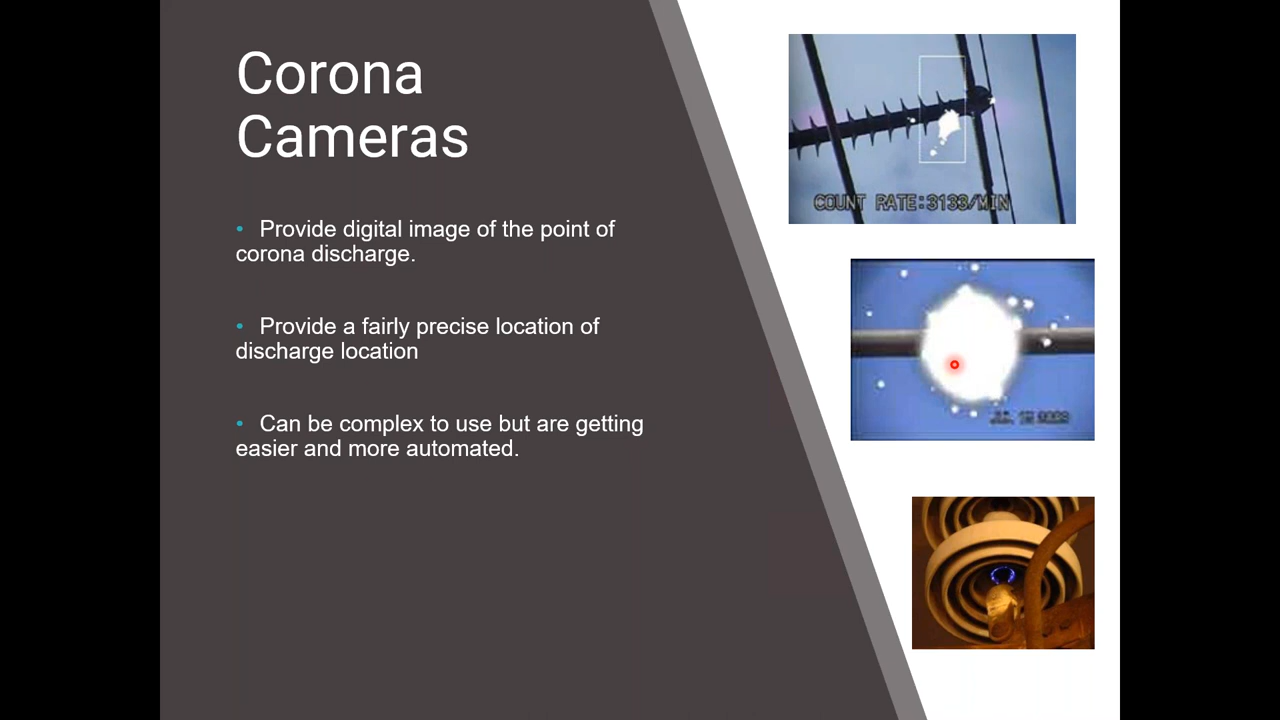 Corona
Cameras
• Provide digital image of the point of
corona discharge.
• Provide a fairly precise location of
discharge location
• Can be complex to use but are getting
easier and more automated.
COUNT RATE:3133/MIN